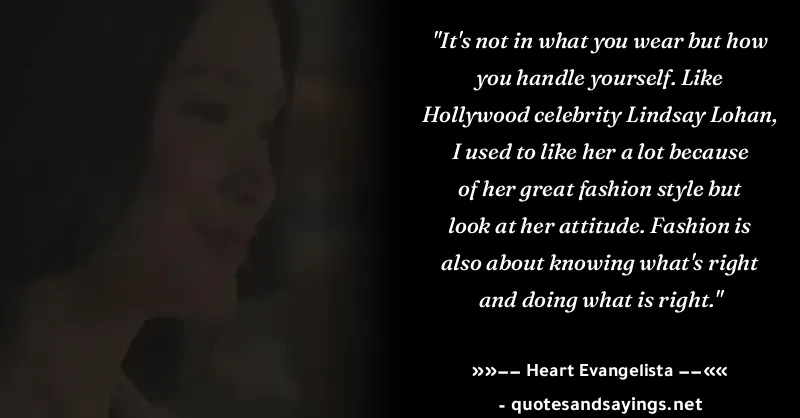 "It's not in what you wear but how
you handle yourself. Like
Hollywood celebrity Lindsay Lohan,
I used to like her a lot because
of her great fashion style but
look at her attitude. Fashion is
also about knowing what's right
and doing what is right."
»»–– Heart Evangelista ––««
- quotesandsayings.net